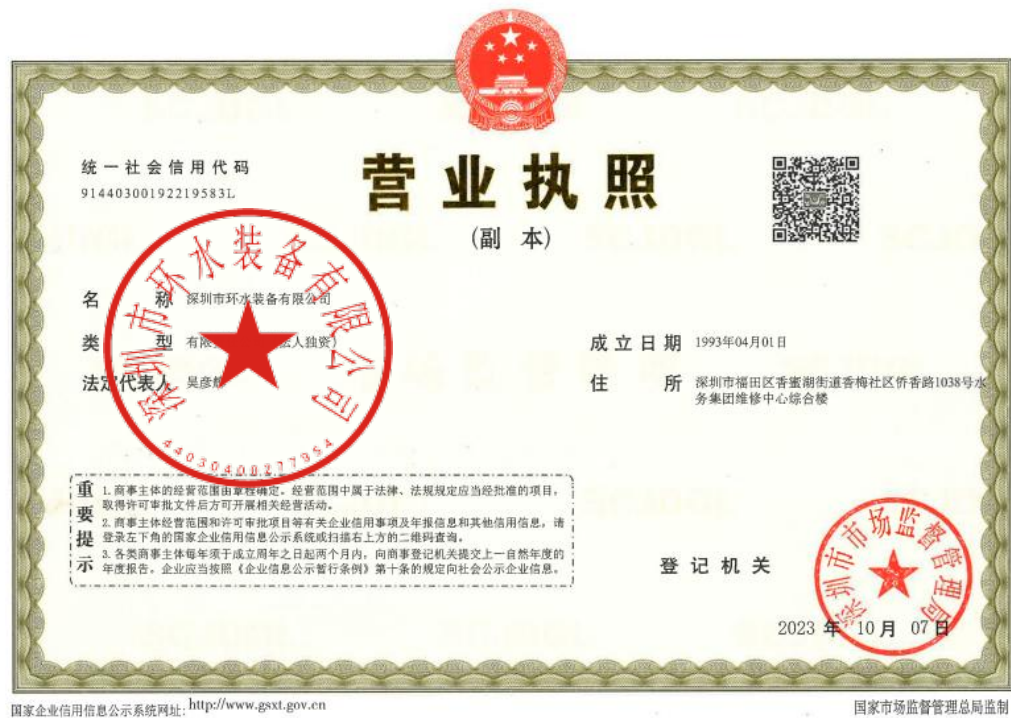 统一社会信用代码
91440300192219583L
营业执照
(副 本)
名 称 深圳市环水装备有限公司
类 型 有限 法人独资)
法定代表人 吴彦
成立日期 1993年04月01日
住 所 深圳市福田区香蜜湖街道香梅社区侨香路1038号水
务集团维修中心综合楼
深圳市环水装备有限公司
4403040027795​4
重要提示
1.商事主体的经营范围由章程确定。经营范围中属于法律、法规规定应当经批准的项目,
取得许可审批文件后方可开展相关经营活动。
2.商事主体经营范围和许可审批项目等有关企业信用事项及年报信息和其他信用信息,请
登录左下角的国家企业信用信息公示系统或扫描右上方的二维码查询。
3.各类商事主体每年须于成立周年之日起两个月内,向商事登记机关提交上一自然年度的
年度报告。企业应当按照《企业信息公示暂行条例》第十条的规定向社会公示企业信息。
登记机关
深圳市市场监督管理局
2023 年 10 月 07 日
国家企业信用信息公示系统网址: http://www.gsxt.gov.cn
国家市场监督管理总局监制